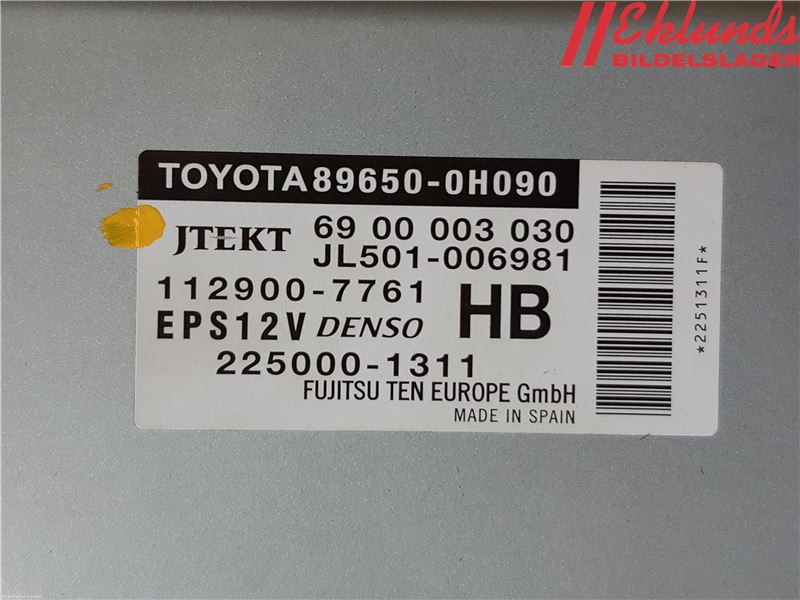 Eklunds
BILDELSLAGER
TOYOTA 89650-0H090
JTEKT 69 00 003 030
JL501-006981
112900-7761 HB
EPS12V DENSO
225000-1311
FUJITSU TEN EUROPE GmbH
MADE IN SPAIN
*2251311F*